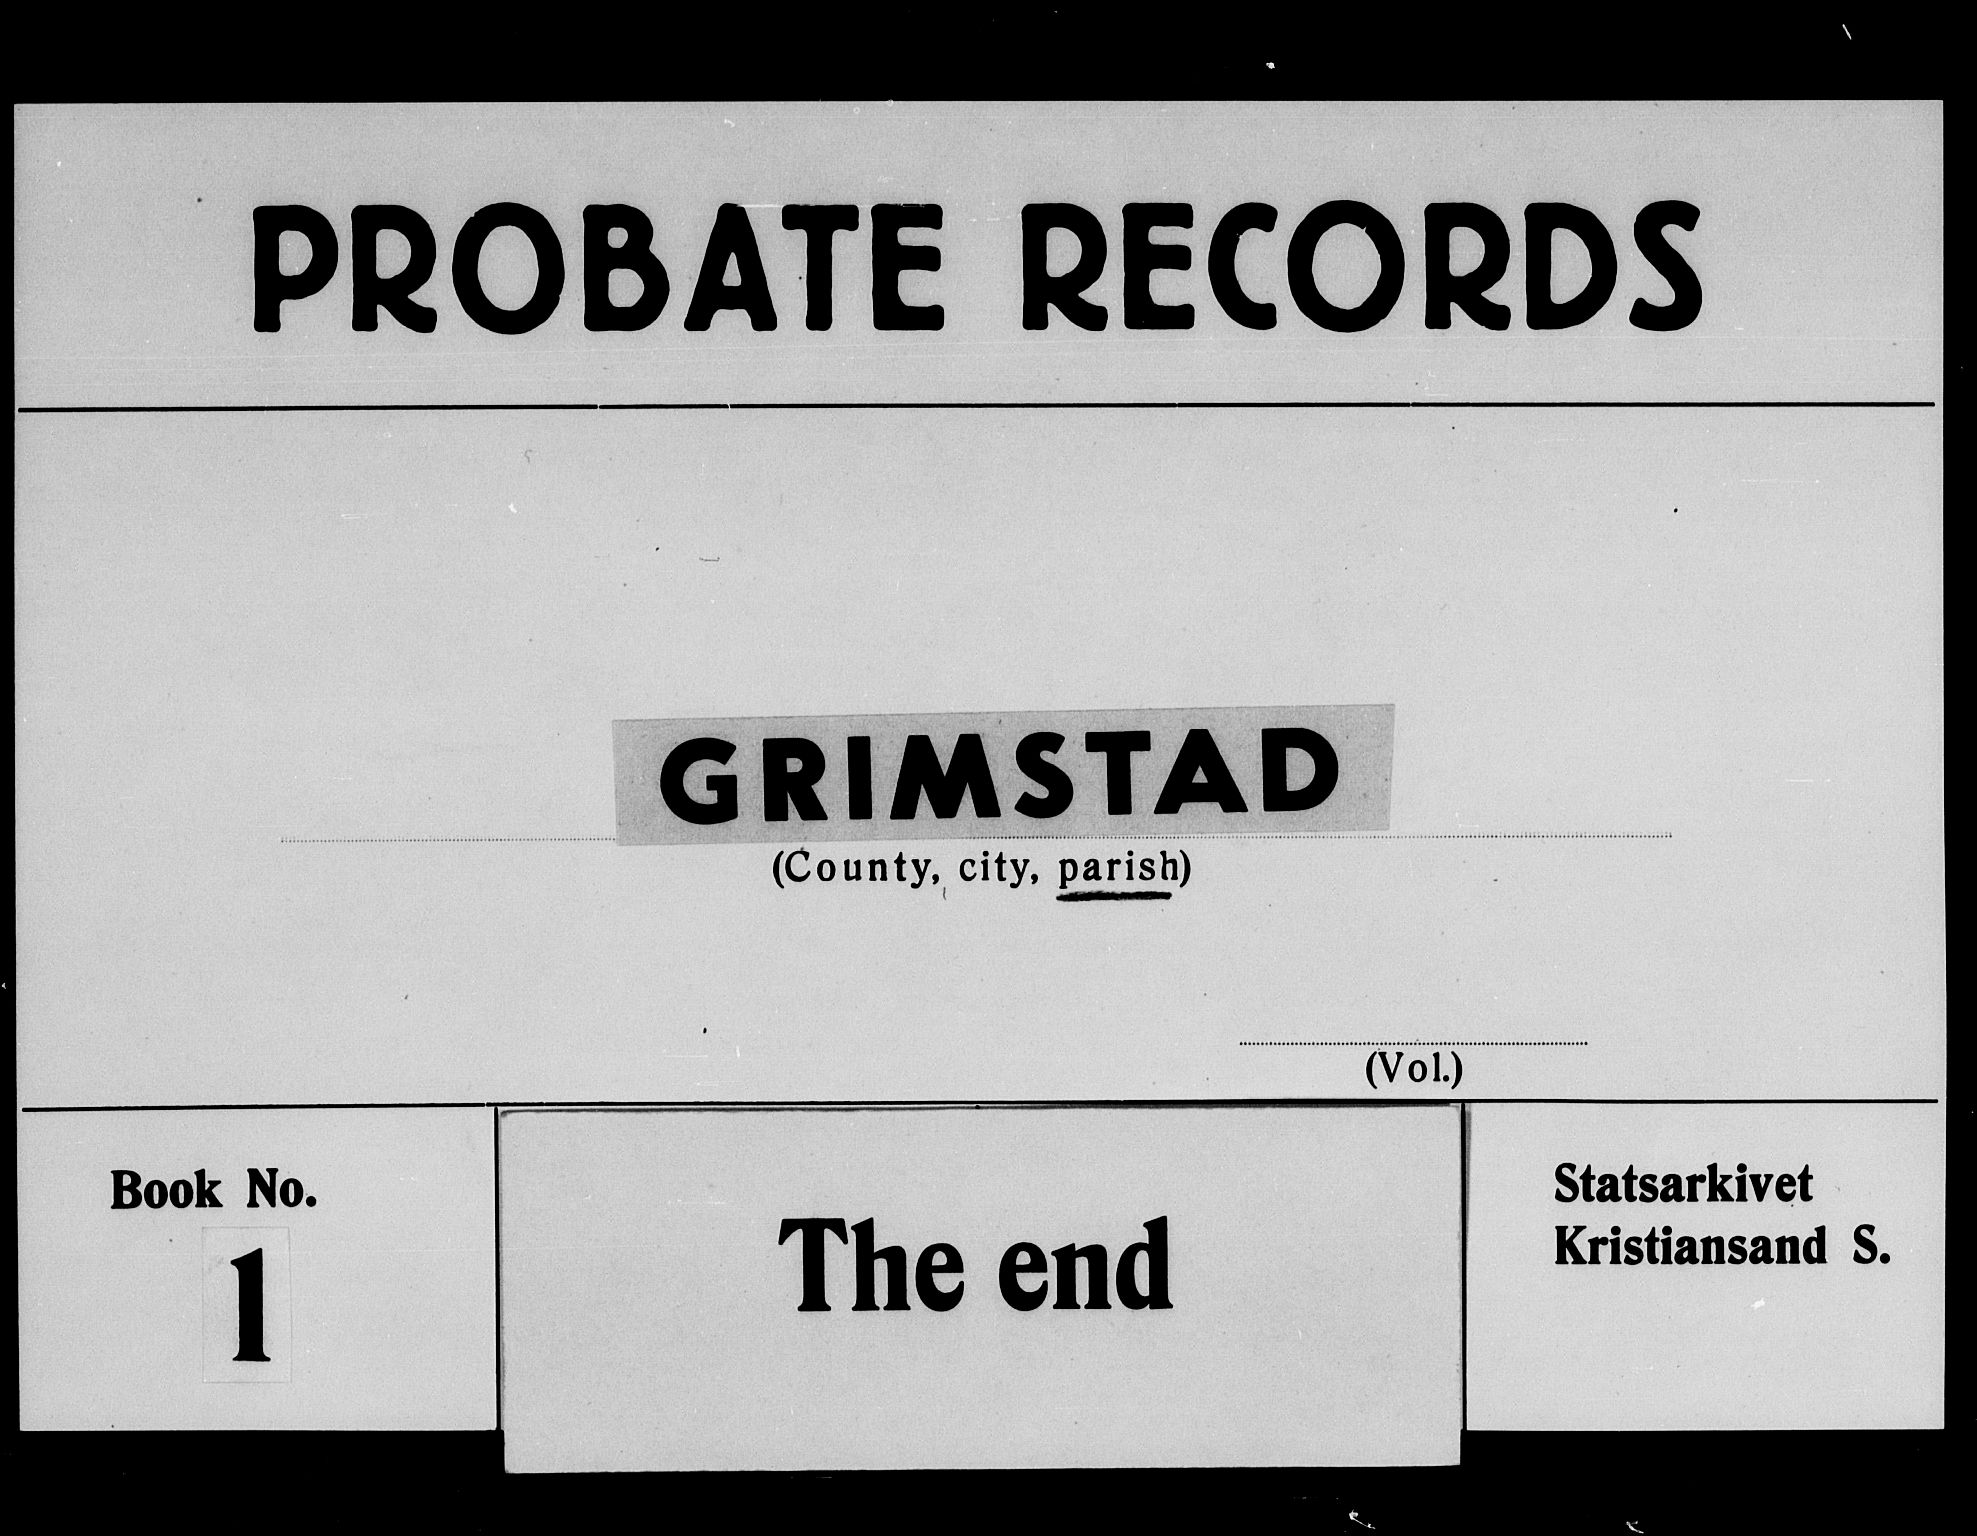 PROBATE RECORDS
GRIMSTAD
(County, city, parish)
(Vol.)
Book No.
1
The end
Statsarkivet
Kristiansand S.